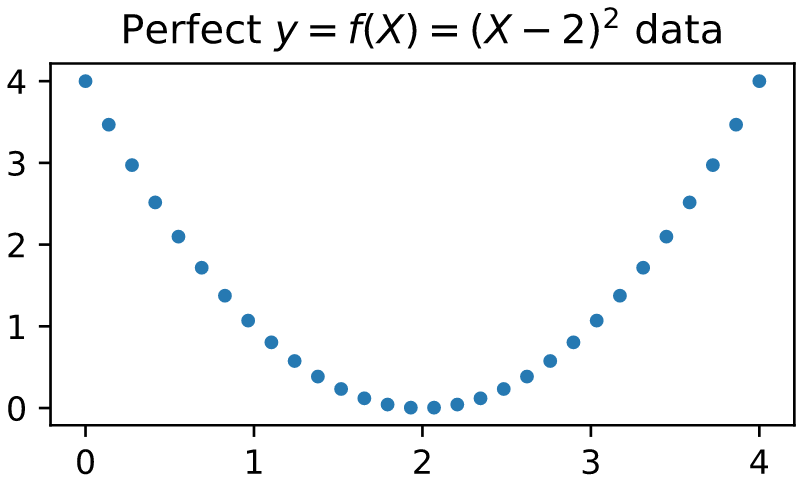 Perfect y = f(X) = (X − 2)² data
4
3
2
1
0
0 1 2 3 4